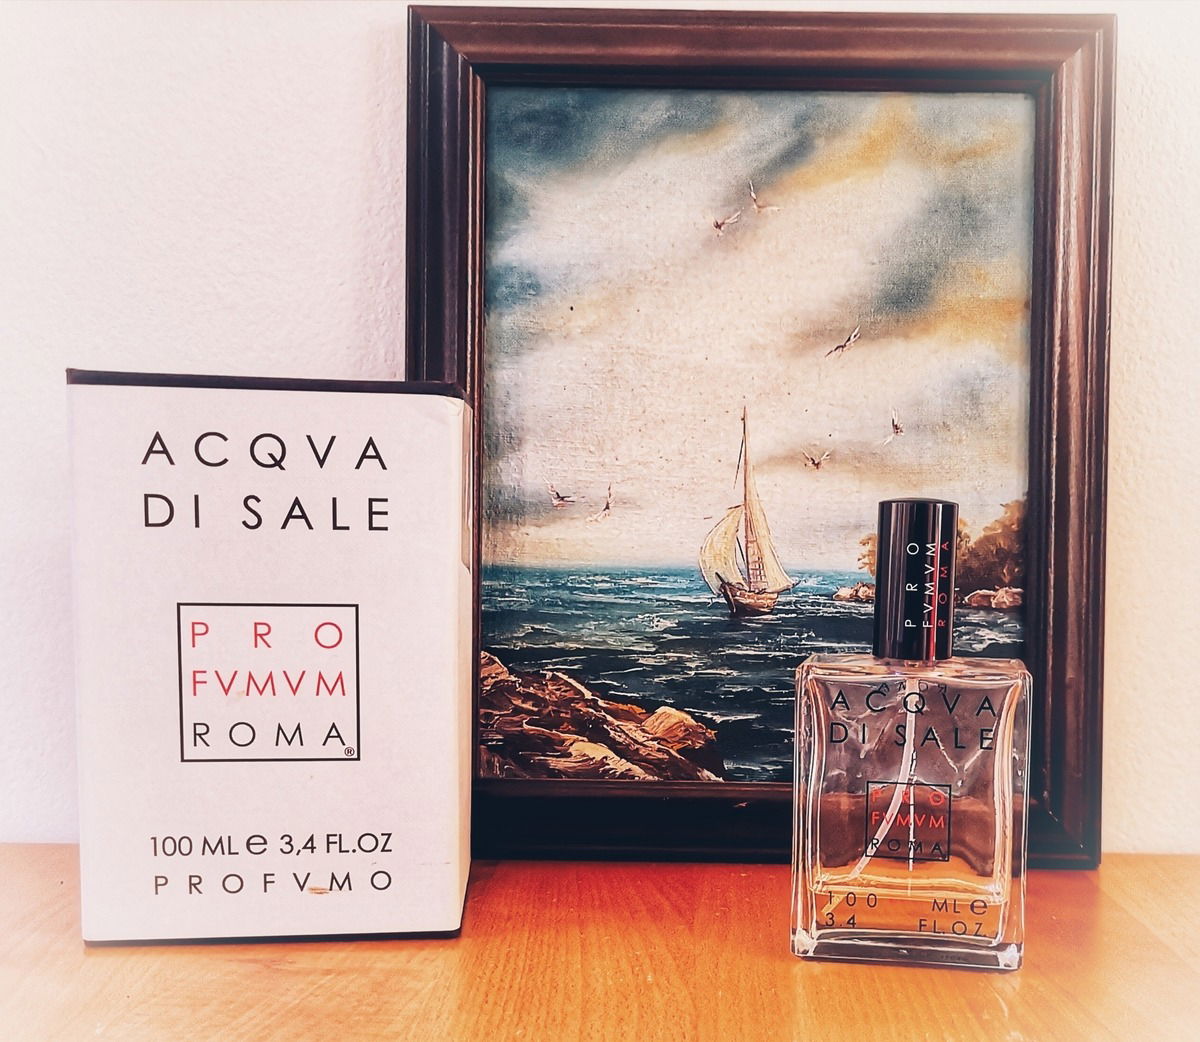 ACQVA
DI SALE
PRO
FVMVM
ROMA®
100 ML e 3,4 FL.OZ
PROFVMO
PRO
FVMVM
ROMA
ACQVA
DI SALE
PRO
FVMVM
ROMA
100 ML e
3.4 FL.OZ.